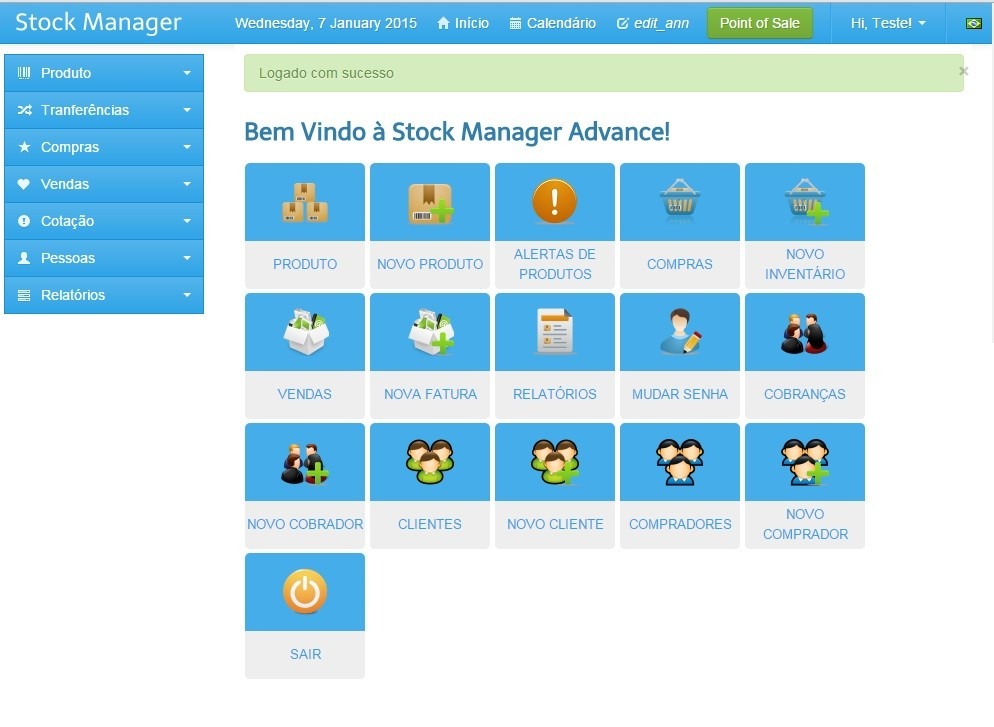 Stock Manager
Wednesday, 7 January 2015 Início Calendário edit_ann Point of Sale Hi, Teste!
Produto
Tranferências
Compras
Vendas
Cotação
Pessoas
Relatórios
Logado com sucesso ×
Bem Vindo à Stock Manager Advance!
PRODUTO
NOVO PRODUTO
ALERTAS DE
PRODUTOS
COMPRAS
NOVO
INVENTÁRIO
VENDAS
NOVA FATURA
RELATÓRIOS
MUDAR SENHA
COBRANÇAS
NOVO COBRADOR
CLIENTES
NOVO CLIENTE
COMPRADORES
NOVO
COMPRADOR
SAIR